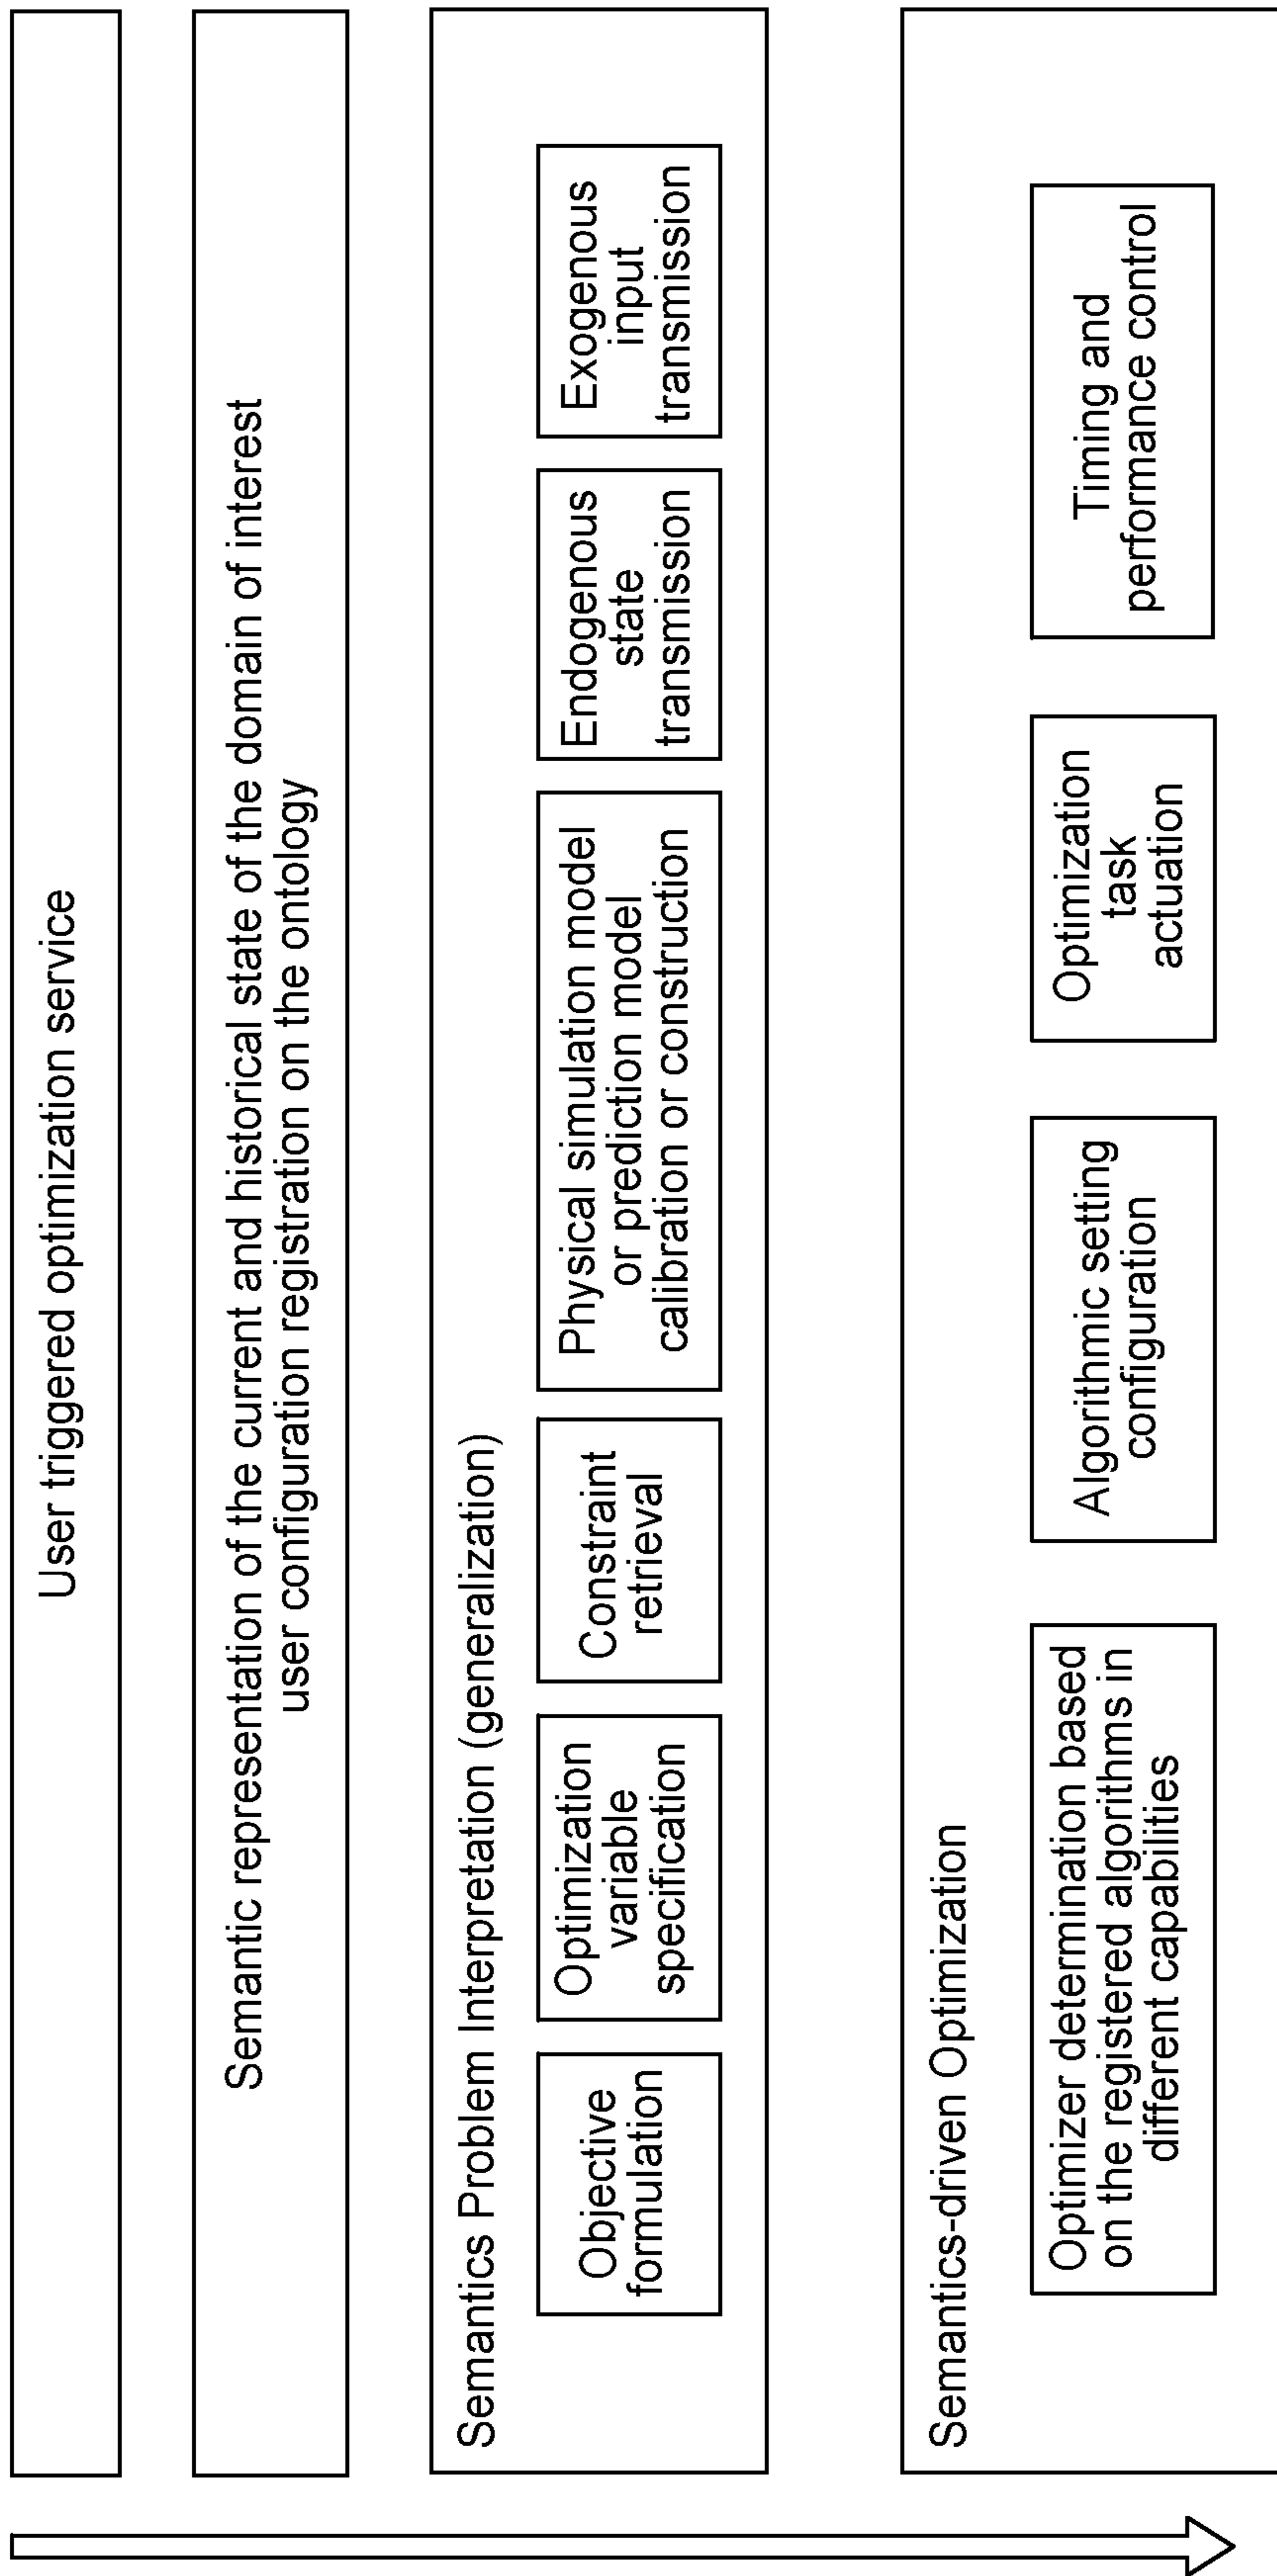 User triggered optimization service
Semantic representation of the current and historical state of the domain of interest
user configuration registration on the ontology
Semantics Problem Interpretation (generalization)
Objective
formulation
Optimization
variable
specification
Constraint
retrieval
Physical simulation model
or prediction model
calibration or construction
Endogenous
state
transmission
Exogenous
input
transmission
Semantics-driven Optimization
Optimizer determination based
on the registered algorithms in
different capabilities
Algorithmic setting
configuration
Optimization
task
actuation
Timing and
performance control